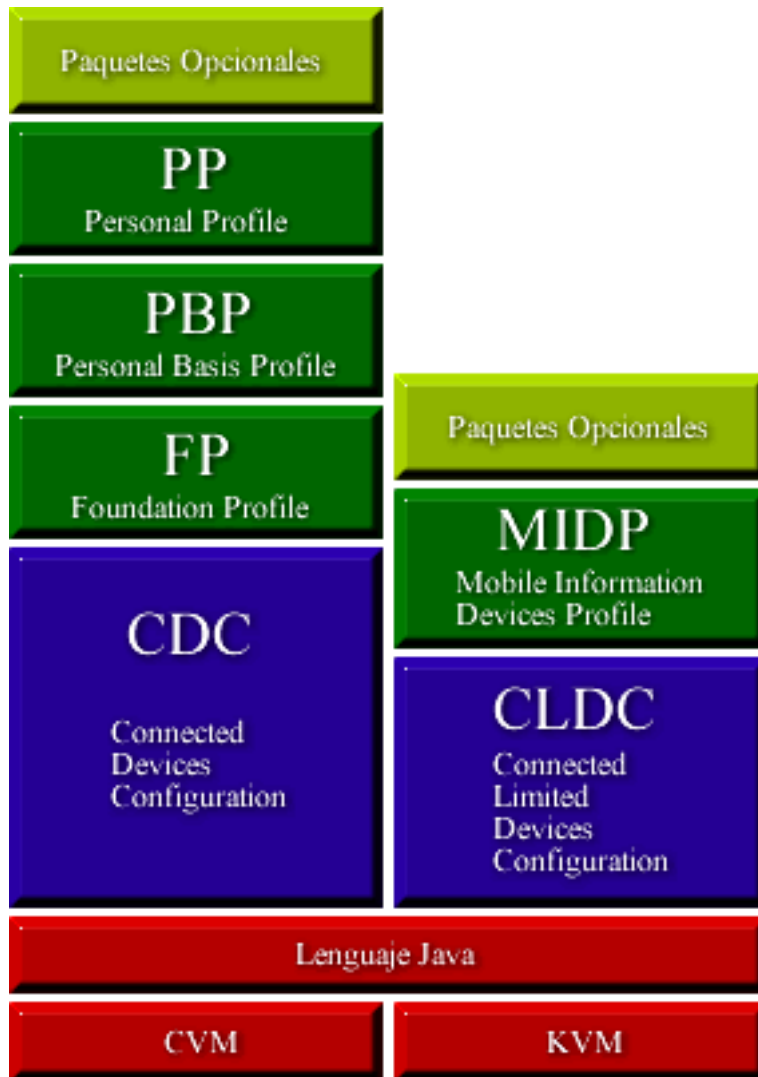 Paquetes Opcionales
PP
Personal Profile
PBP
Personal Basis Profile
FP
Foundation Profile
CDC
Connected
Devices
Configuration
Paquetes Opcionales
MIDP
Mobile Information
Devices Profile
CLDC
Connected
Limited
Devices
Configuration
Lenguaje Java
CVM
KVM